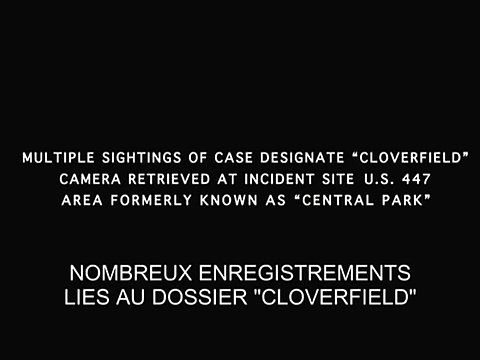 MULTIPLE SIGHTINGS OF CASE DESIGNATE “CLOVERFIELD”
CAMERA RETRIEVED AT INCIDENT SITE U.S. 447
AREA FORMERLY KNOWN AS “CENTRAL PARK”
NOMBREUX ENREGISTREMENTS
LIES AU DOSSIER "CLOVERFIELD"